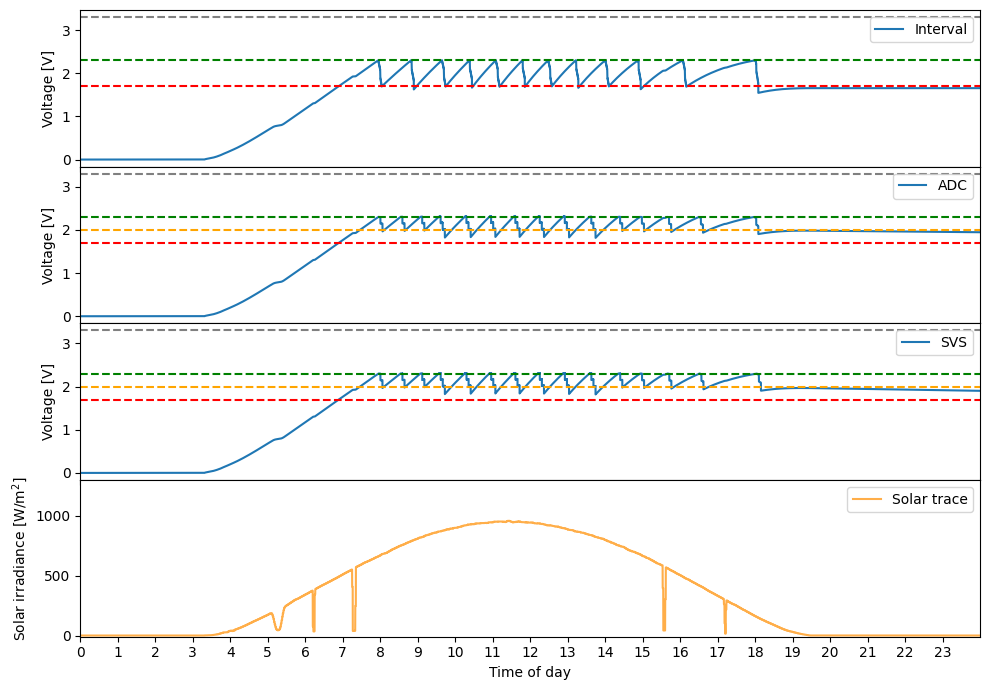 Voltage [V]
3
2
1
0
Interval
Voltage [V]
3
2
1
0
ADC
Voltage [V]
3
2
1
0
SVS
Solar irradiance [W/m²]
1000
500
0
Solar trace
0 1 2 3 4 5 6 7 8 9 10 11 12 13 14 15 16 17 18 19 20 21 22 23
Time of day